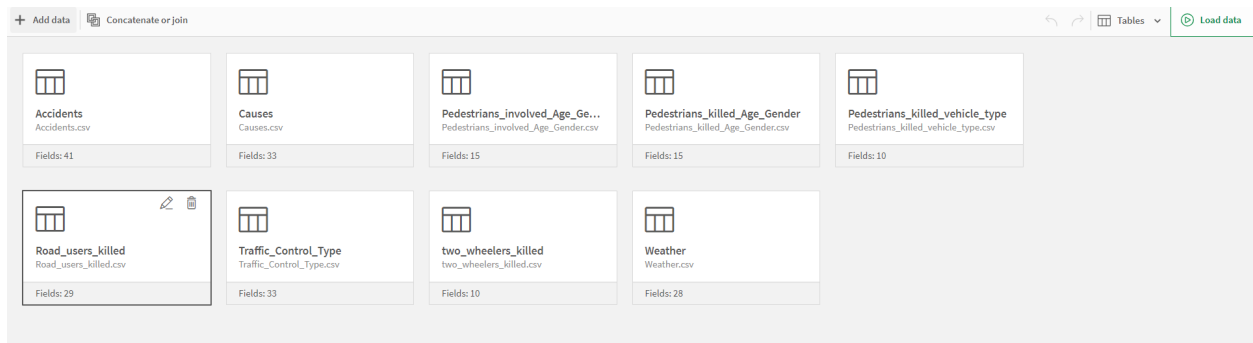 Add data
Concatenate or join
Tables
Load data
Accidents
Accidents.csv
Fields: 41
Causes
Causes.csv
Fields: 33
Pedestrians_involved_Age_Ge...
Pedestrians_involved_Age_Gender.csv
Fields: 15
Pedestrians_killed_Age_Gender
Pedestrians_killed_Age_Gender.csv
Fields: 15
Pedestrians_killed_vehicle_type
Pedestrians_killed_vehicle_type.csv
Fields: 10
Road_users_killed
Road_users_killed.csv
Fields: 29
Traffic_Control_Type
Traffic_Control_Type.csv
Fields: 33
two_wheelers_killed
two_wheelers_killed.csv
Fields: 10
Weather
Weather.csv
Fields: 28